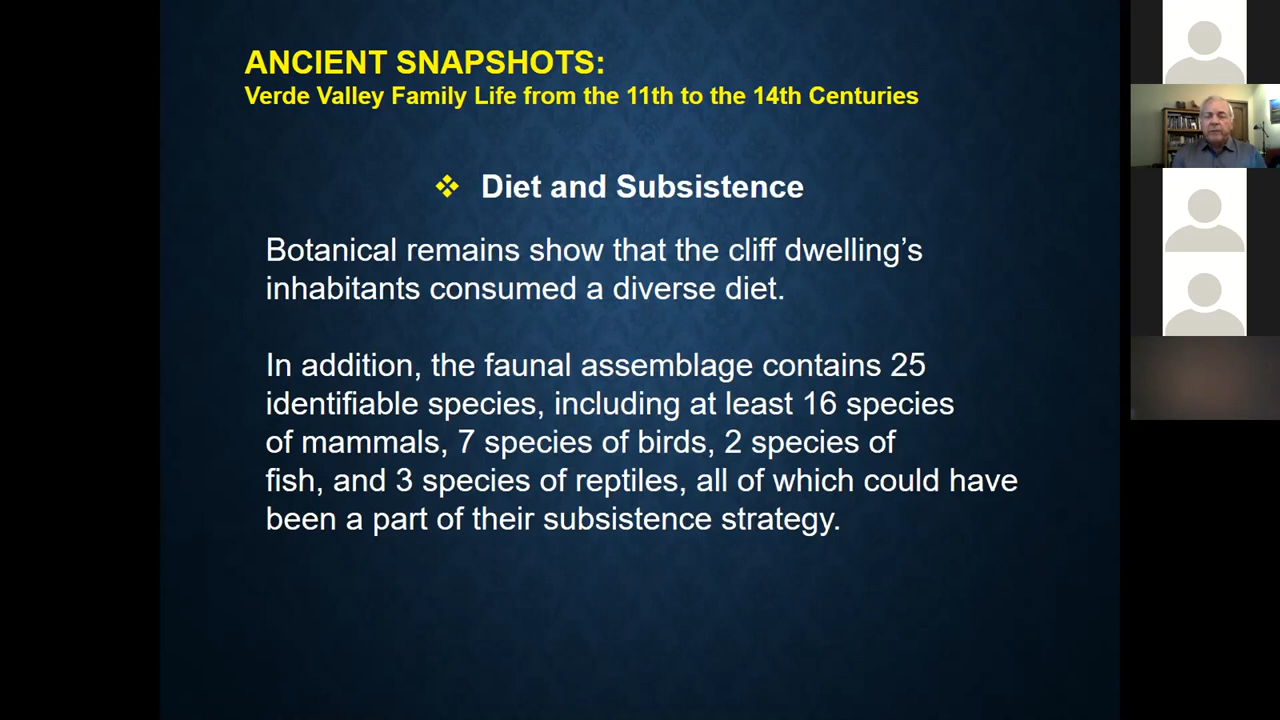 ANCIENT SNAPSHOTS:
Verde Valley Family Life from the 11th to the 14th Centuries
❖ Diet and Subsistence
Botanical remains show that the cliff dwelling’s
inhabitants consumed a diverse diet.
In addition, the faunal assemblage contains 25
identifiable species, including at least 16 species
of mammals, 7 species of birds, 2 species of
fish, and 3 species of reptiles, all of which could have
been a part of their subsistence strategy.